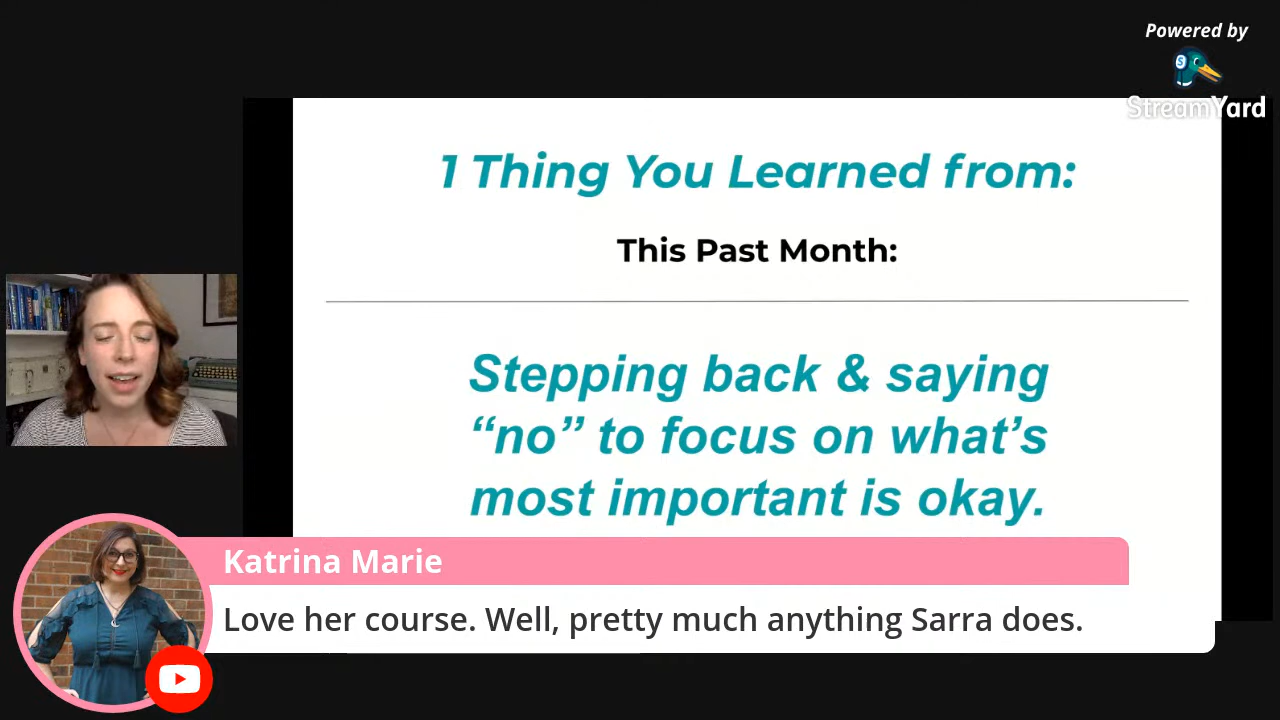 Powered by
StreamYard
1 Thing You Learned from:
This Past Month:
Stepping back & saying
“no” to focus on what’s
most important is okay.
Katrina Marie
Love her course. Well, pretty much anything Sarra does.